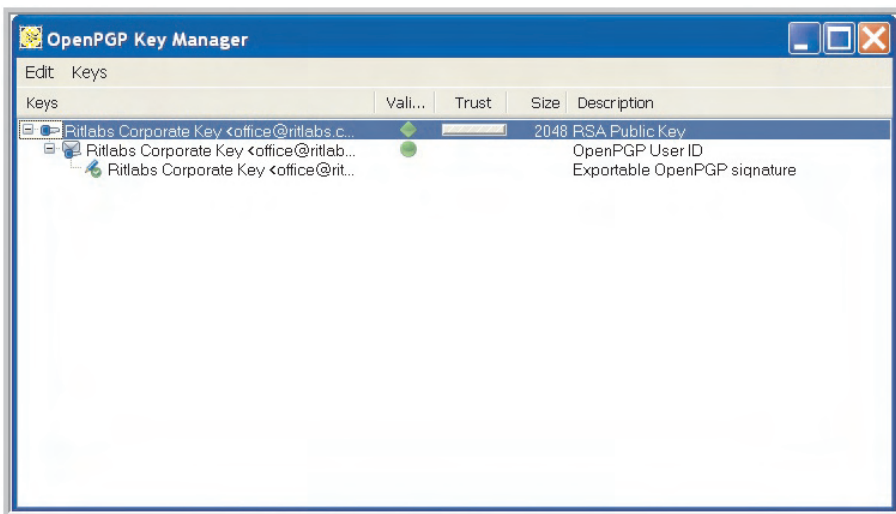 OpenPGP Key Manager
Edit Keys
Keys Vali... Trust Size Description
Ritlabs Corporate Key <office@ritlabs.c... 2048 RSA Public Key
Ritlabs Corporate Key <office@ritlab... OpenPGP User ID
Ritlabs Corporate Key <office@rit... Exportable OpenPGP signature